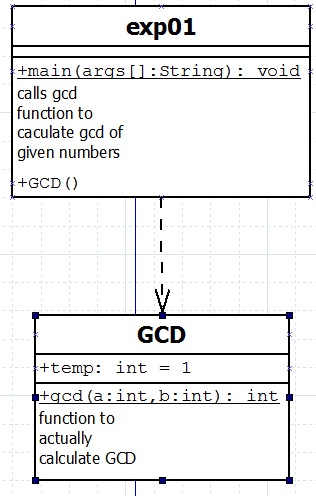 exp01
+main(args[]:String): void
calls gcd
function to
caculate gcd of
given numbers
+GCD()
GCD
+temp: int = 1
+gcd(a:int,b:int): int
function to
actually
calculate GCD